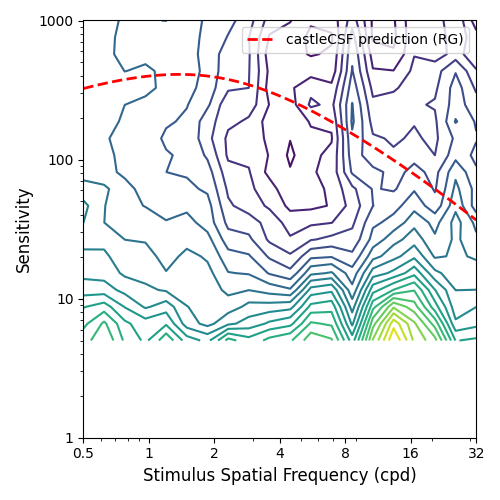 1000
castleCSF prediction (RG)
100
10
1
Sensitivity
0.5 1 2 4 8 16 32
Stimulus Spatial Frequency (cpd)